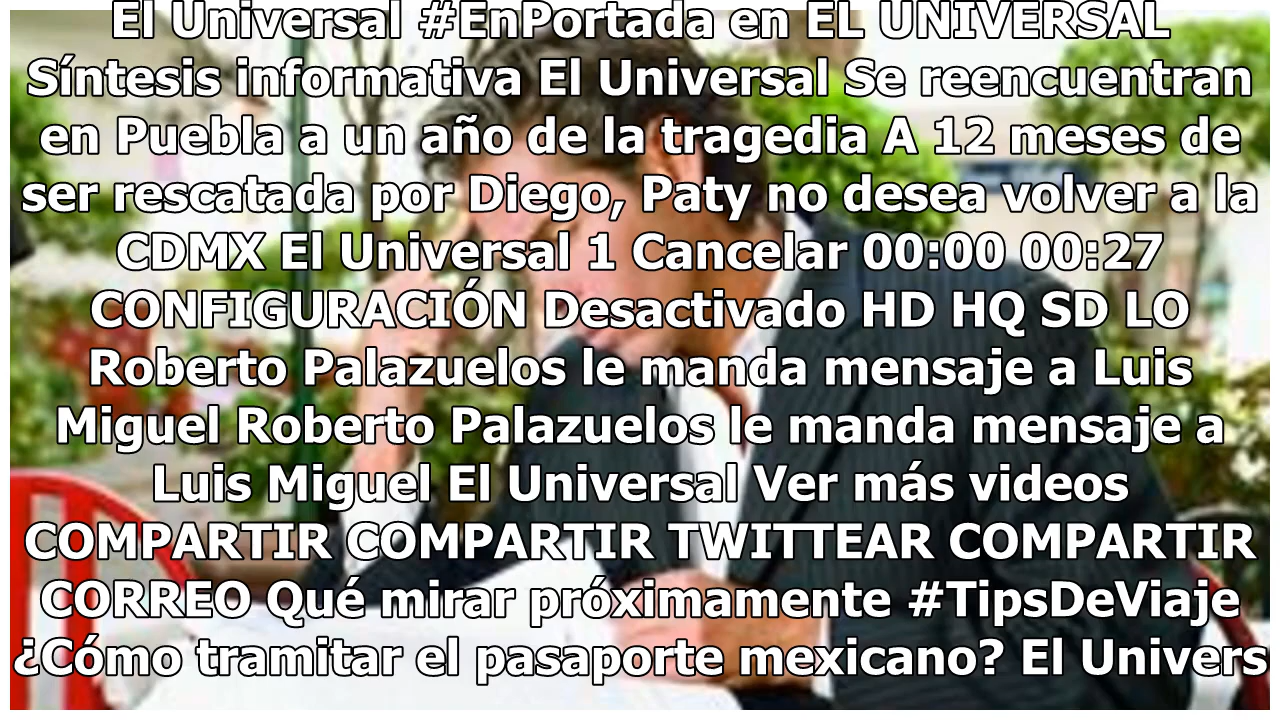 El Universal #EnPortada en EL UNIVERSAL
Síntesis informativa El Universal Se reencuentran
en Puebla a un año de la tragedia A 12 meses de
ser rescatada por Diego, Paty no desea volver a la
CDMX El Universal 1 Cancelar 00:00 00:27
CONFIGURACIÓN Desactivado HD HQ SD LO
Roberto Palazuelos le manda mensaje a Luis
Miguel Roberto Palazuelos le manda mensaje a
Luis Miguel El Universal Ver más videos
COMPARTIR COMPARTIR TWITTEAR COMPARTIR
CORREO Qué mirar próximamente #TipsDeViaje
¿Cómo tramitar el pasaporte mexicano? El Univers